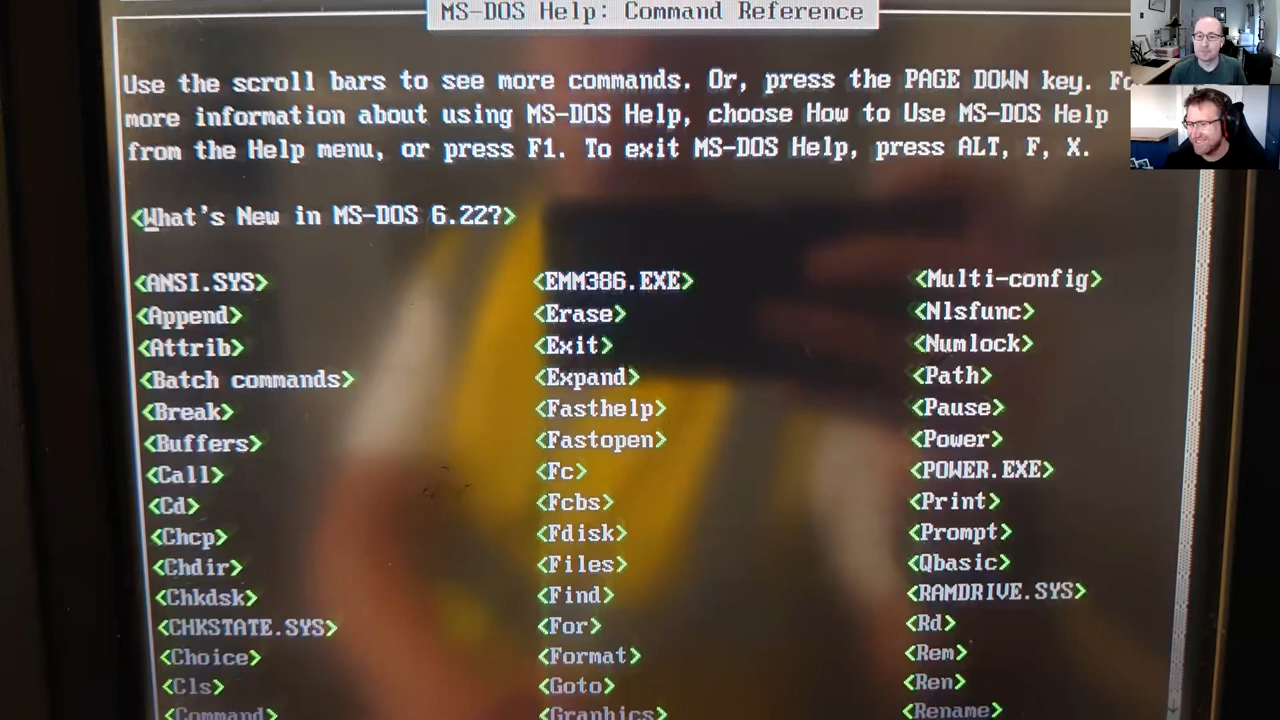 MS-DOS Help: Command Reference
Use the scroll bars to see more commands. Or, press the PAGE DOWN key. Fo
more information about using MS-DOS Help, choose How to Use MS-DOS Help
from the Help menu, or press F1. To exit MS-DOS Help, press ALT, F, X.
<What's New in MS-DOS 6.22?>
<ANSI.SYS> <EMM386.EXE> <Multi-config>
<Append> <Erase> <Nlsfunc>
<Attrib> <Exit> <Numlock>
<Batch commands> <Expand> <Path>
<Break> <Fasthelp> <Pause>
<Buffers> <Fastopen> <Power>
<Call> <Fc> <POWER.EXE>
<Cd> <Fcbs> <Print>
<Chcp> <Fdisk> <Prompt>
<Chdir> <Files> <Qbasic>
<Chkdsk> <Find> <RAMDRIVE.SYS>
<CHKSTATE.SYS> <For> <Rd>
<Choice> <Format> <Rem>
<Cls> <Goto> <Ren>
<Command> <Graphics> <Rename>